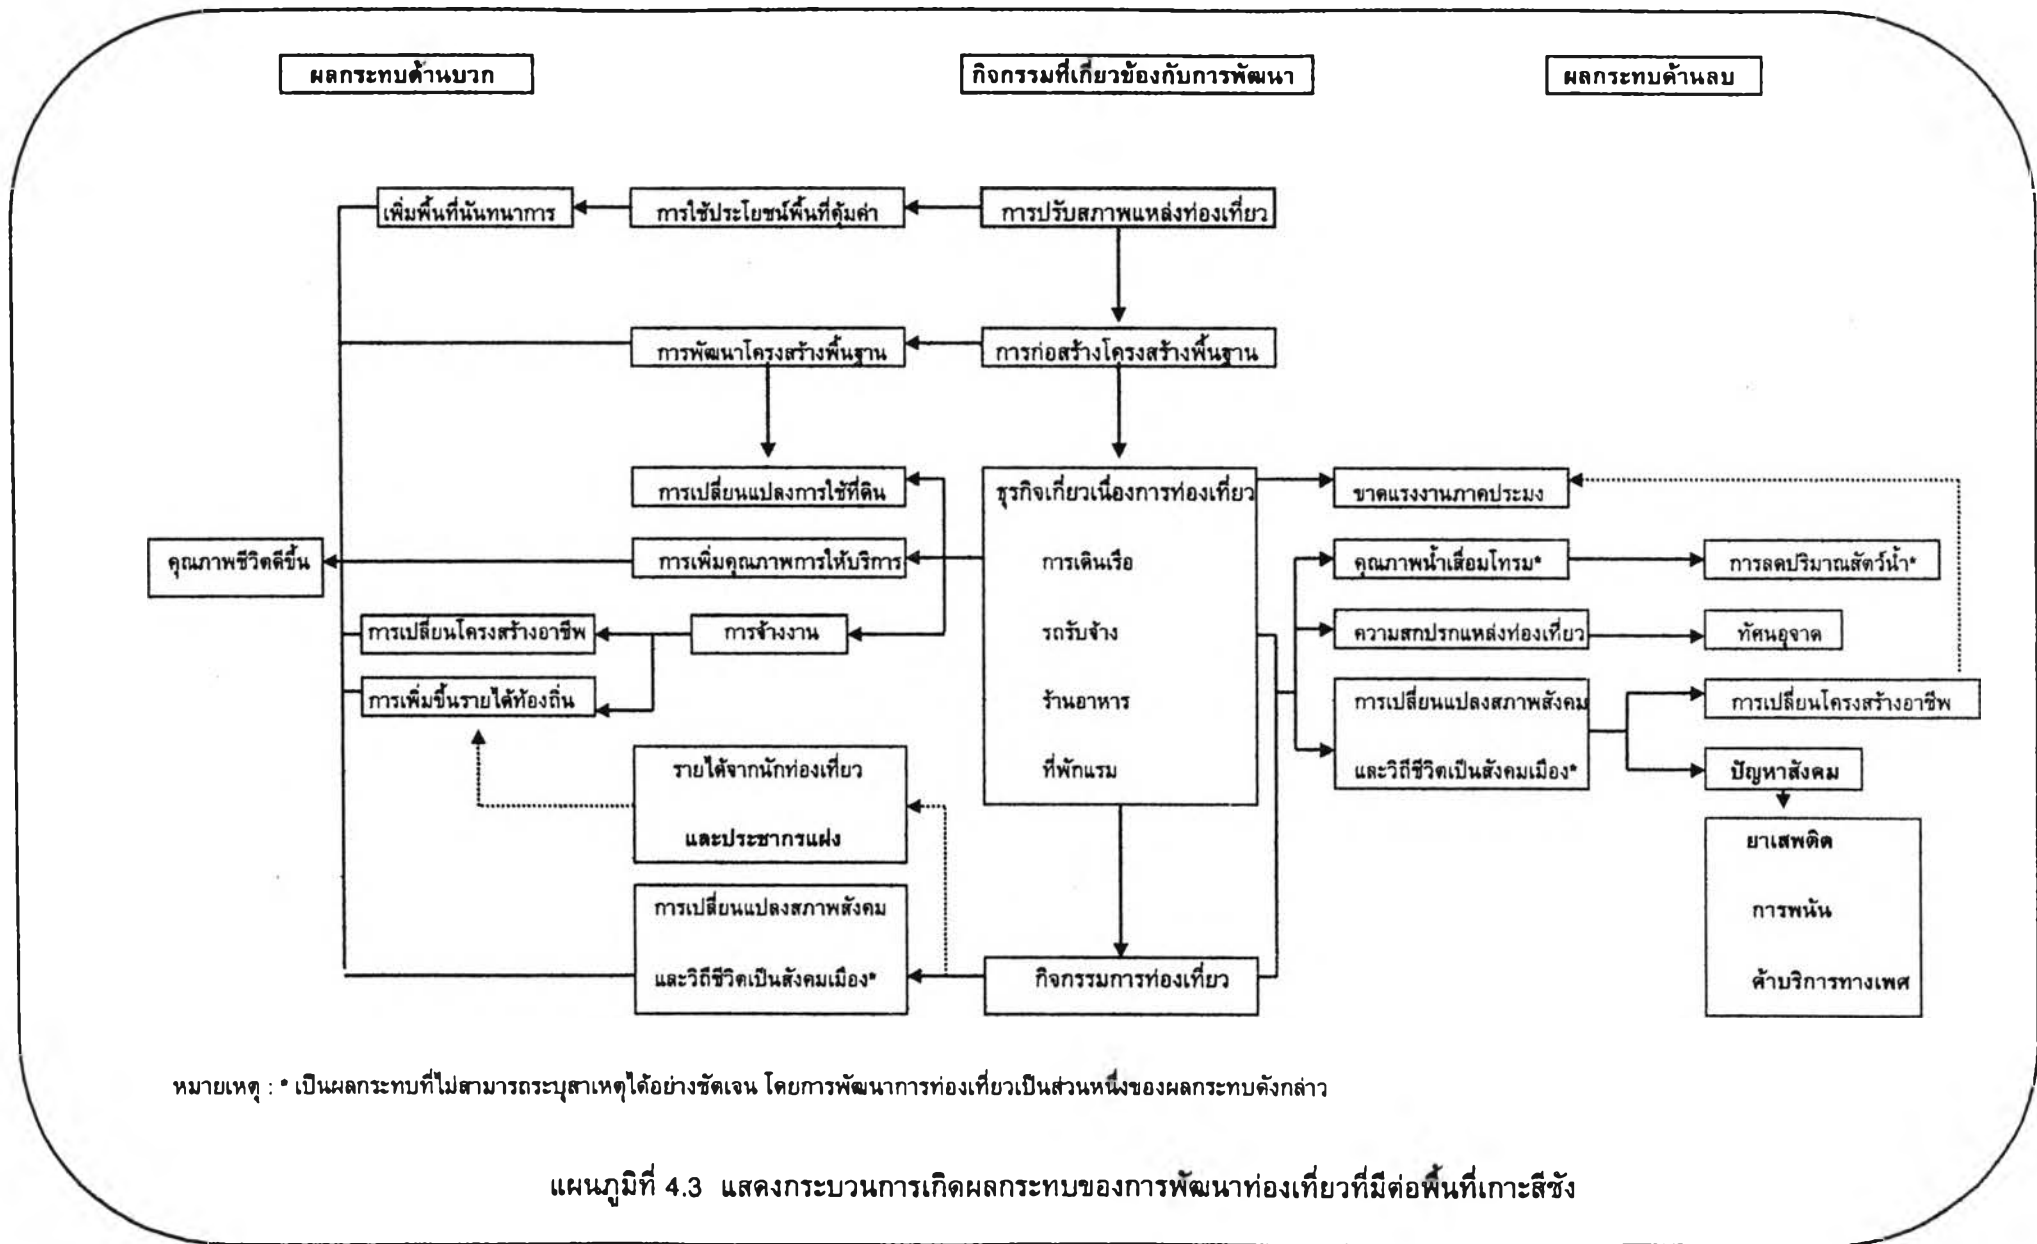 ผลกระทบด้านบวก
กิจกรรมที่เกี่ยวข้องกับการพัฒนา
ผลกระทบด้านลบ
เพิ่มพื้นที่นันทนาการ
การใช้ประโยชน์พื้นที่คุ้มค่า
การปรับสภาพแหล่งท่องเที่ยว
การพัฒนาโครงสร้างพื้นฐาน
การก่อสร้างโครงสร้างพื้นฐาน
การเปลี่ยนแปลงการใช้ที่ดิน
ธุรกิจเกี่ยวเนื่องการท่องเที่ยว
การเดินเรือ
รถรับจ้าง
ร้านอาหาร
ที่พักแรม
ขาดแรงงานภาคประมง
คุณภาพชีวิตดีขึ้น
การเพิ่มคุณภาพการให้บริการ
คุณภาพน้ำเสื่อมโทรม*
การลดปริมาณสัตว์น้ำ*
การเปลี่ยนโครงสร้างอาชีพ
การจ้างงาน
ความสกปรกแหล่งท่องเที่ยว
ทัศนอุจาด
การเพิ่มขึ้นรายได้ท้องถิ่น
การเปลี่ยนแปลงสภาพสังคม
และวิถีชีวิตเป็นสังคมเมือง*
การเปลี่ยนโครงสร้างอาชีพ
ปัญหาสังคม
รายได้จากนักท่องเที่ยว
และประชากรแฝง
ยาเสพติด
การพนัน
ค้าบริการทางเพศ
การเปลี่ยนแปลงสภาพสังคม
และวิถีชีวิตเป็นสังคมเมือง*
กิจกรรมการท่องเที่ยว
หมายเหตุ : * เป็นผลกระทบที่ไม่สามารถระบุสาเหตุได้อย่างชัดเจน โดยการพัฒนาการท่องเที่ยวเป็นส่วนหนึ่งของผลกระทบดังกล่าว
แผนภูมิที่ 4.3 แสดงกระบวนการเกิดผลกระทบของการพัฒนาท่องเที่ยวที่มีต่อพื้นที่เกาะสีชัง